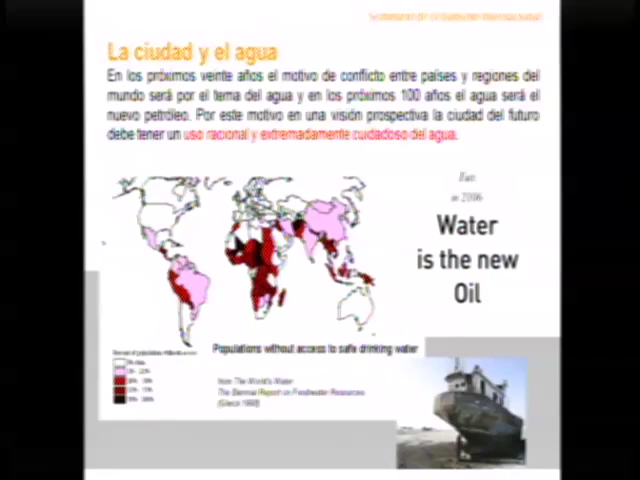 La ciudad y el agua
En los próximos veinte años el motivo de conflicto entre países y regiones del
mundo será por el tema del agua y en los próximos 100 años el agua será el
nuevo petróleo. Por este motivo en una visión prospectiva la ciudad del futuro
debe tener un uso racional y extremadamente cuidadoso del agua.
in 2006
Water
is the new
Oil
Populations without access to safe drinking water
from The World's Water
The Biennial Report on Freshwater Resources